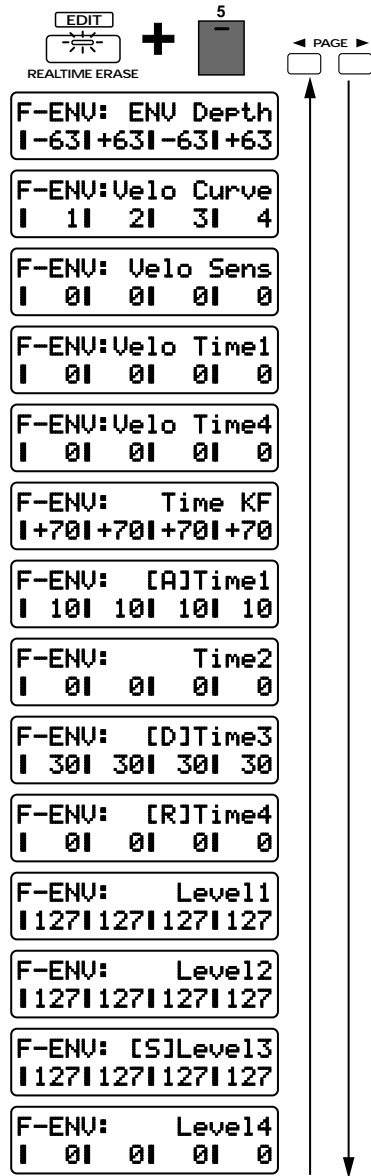 EDIT
5
REALTIME ERASE
◄ PAGE ►
F-ENV: ENV Depth
|-63|+63|-63|+63
F-ENV:Velo Curve
| 1| 2| 3| 4
F-ENV: Velo Sens
| 0| 0| 0| 0
F-ENV:Velo Time1
| 0| 0| 0| 0
F-ENV:Velo Time4
| 0| 0| 0| 0
F-ENV: Time KF
|+70|+70|+70|+70
F-ENV: [A]Time1
| 10| 10| 10| 10
F-ENV: Time2
| 0| 0| 0| 0
F-ENV: [D]Time3
| 30| 30| 30| 30
F-ENV: [R]Time4
| 0| 0| 0| 0
F-ENV: Level1
|127|127|127|127
F-ENV: Level2
|127|127|127|127
F-ENV: [S]Level3
|127|127|127|127
F-ENV: Level4
| 0| 0| 0| 0